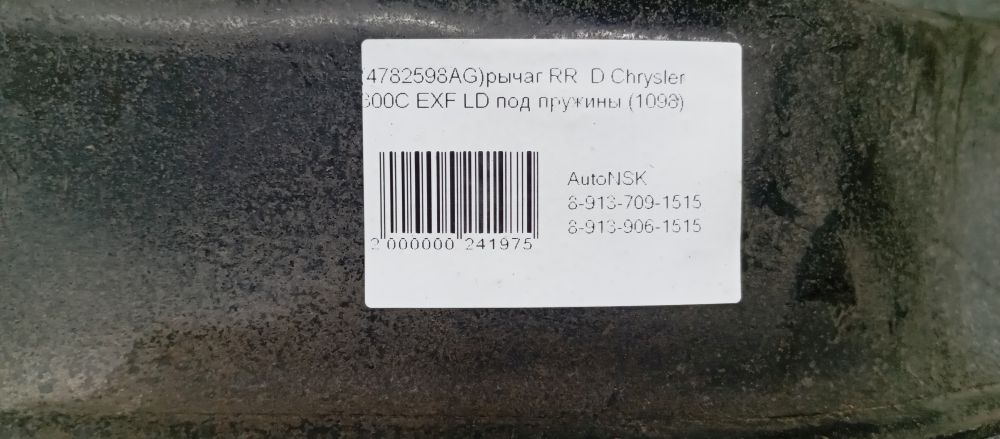 (4782598AG)рычаг RR D Chrysler
300C EXF LD под пружины (1098)
AutoNSK
8-913-709-1515
8-913-906-1515
2 000000 241975